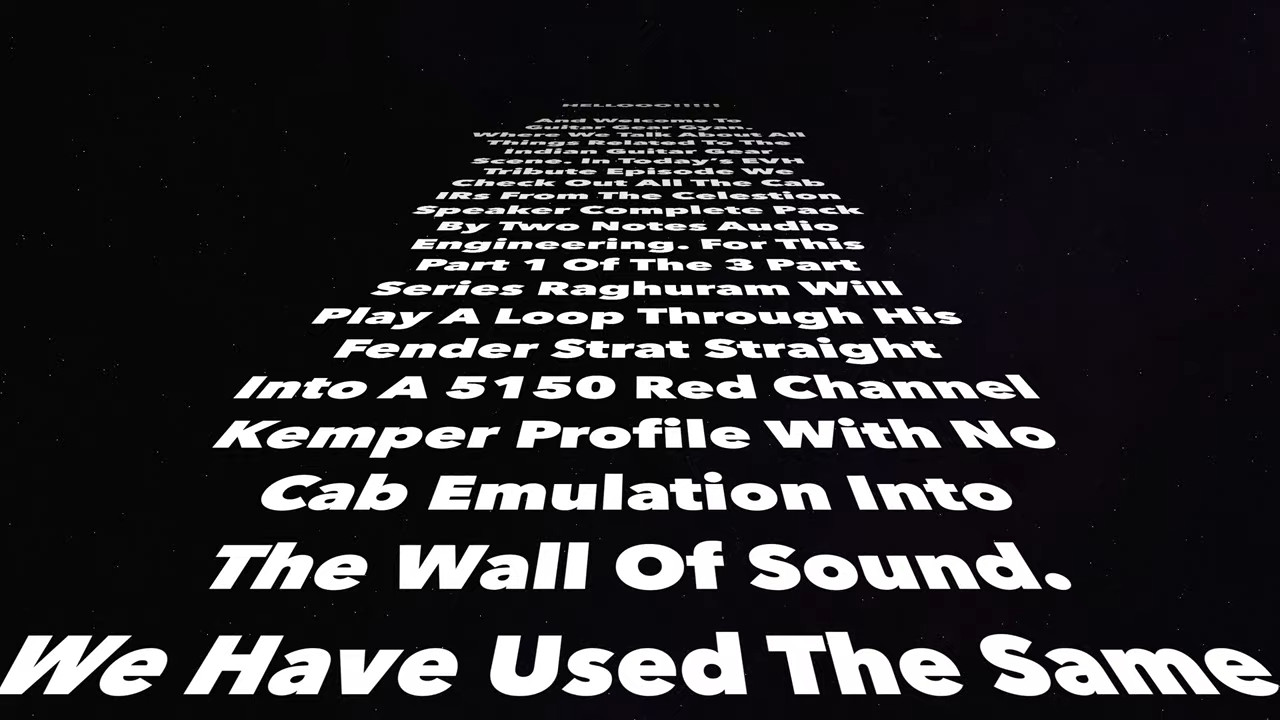 HELLOOO!!!!!!
And Welcome To
Guitar Gear Gyan.
Where We Talk About All
Things Related To The
Indian Guitar Gear
Scene. In Today's EVH
Tribute Episode We
Check Out All The Cab
IRs From The Celestion
Speaker Complete Pack
By Two Notes Audio
Engineering. For This
Part 1 Of The 3 Part
Series Raghuram Will
Play A Loop Through His
Fender Strat Straight
Into A 5150 Red Channel
Kemper Profile With No
Cab Emulation Into
The Wall Of Sound.
We Have Used The Same